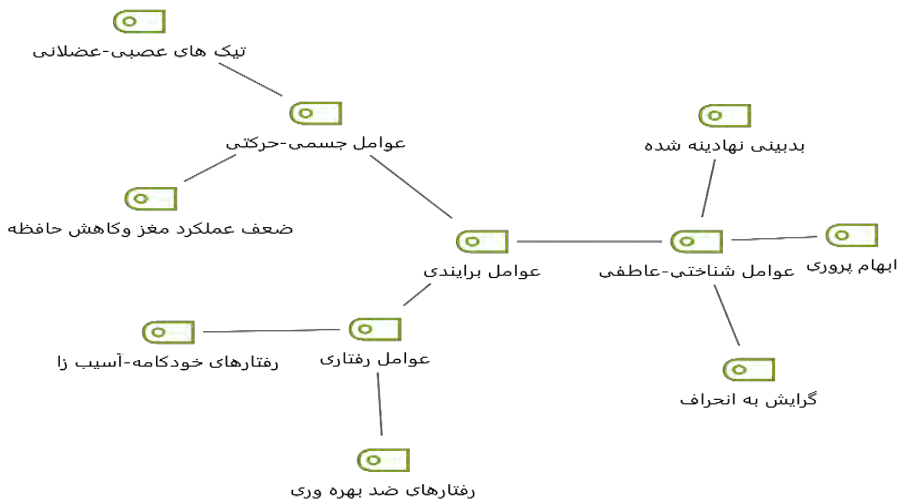 تیک های عصبی-عضلانی
عوامل جسمی-حرکتی
بدبینی نهادینه شده
ضعف عملکرد مغز وکاهش حافظه
ابهام پروری
عوامل شناختی-عاطفی
عوامل برایندی
عوامل رفتاری
رفتارهای خودکامه-آسیب زا
گرایش به انحراف
رفتارهای ضد بهره وری